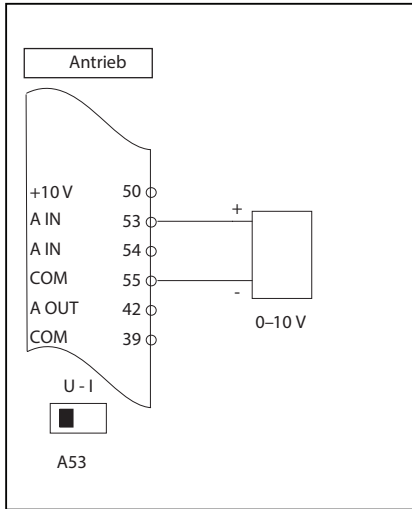 Antrieb
+10 V 50
A IN 53
A IN 54
COM 55
A OUT 42
COM 39
+
-
0–10 V
U - I
A53